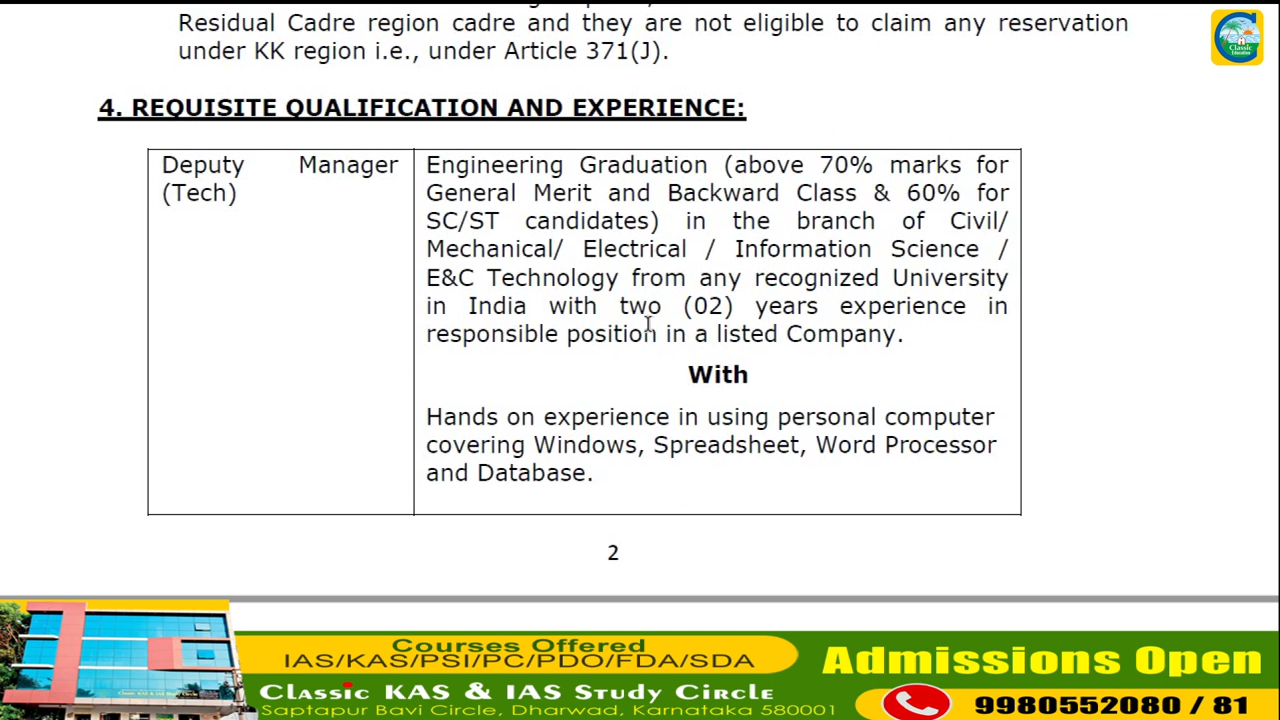 Residual Cadre region cadre and they are not eligible to claim any reservation
under KK region i.e., under Article 371(J).
Classic
Education
4. REQUISITE QUALIFICATION AND EXPERIENCE:
Deputy Manager
(Tech)
Engineering Graduation (above 70% marks for
General Merit and Backward Class & 60% for
SC/ST candidates) in the branch of Civil/
Mechanical/ Electrical / Information Science /
E&C Technology from any recognized University
in India with two (02) years experience in
responsible position in a listed Company.
With
Hands on experience in using personal computer
covering Windows, Spreadsheet, Word Processor
and Database.
2
Courses Offered
IAS/KAS/PSI/PC/PDO/FDA/SDA
Classic KAS & IAS Study Circle
Saptapur Bavi Circle, Dharwad, Karnataka 580001
Admissions Open
9980552080 / 81